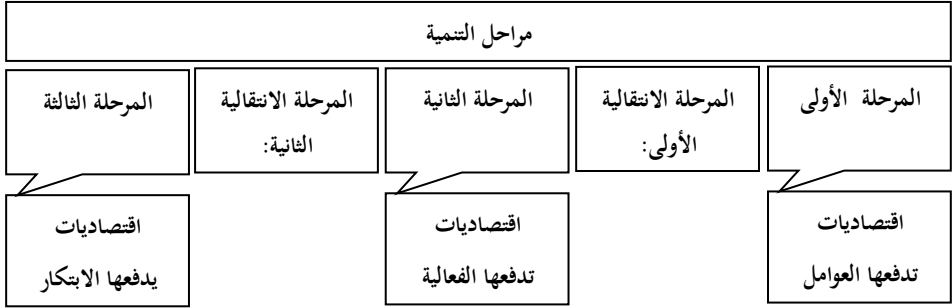 مراحل التنمية
المرحلة الأولى
المرحلة الانتقالية
الأولى:
المرحلة الثانية
المرحلة الانتقالية
الثانية:
المرحلة الثالثة
اقتصاديات
تدفعها العوامل
اقتصاديات
تدفعها الفعالية
اقتصاديات
يدفعها الابتكار